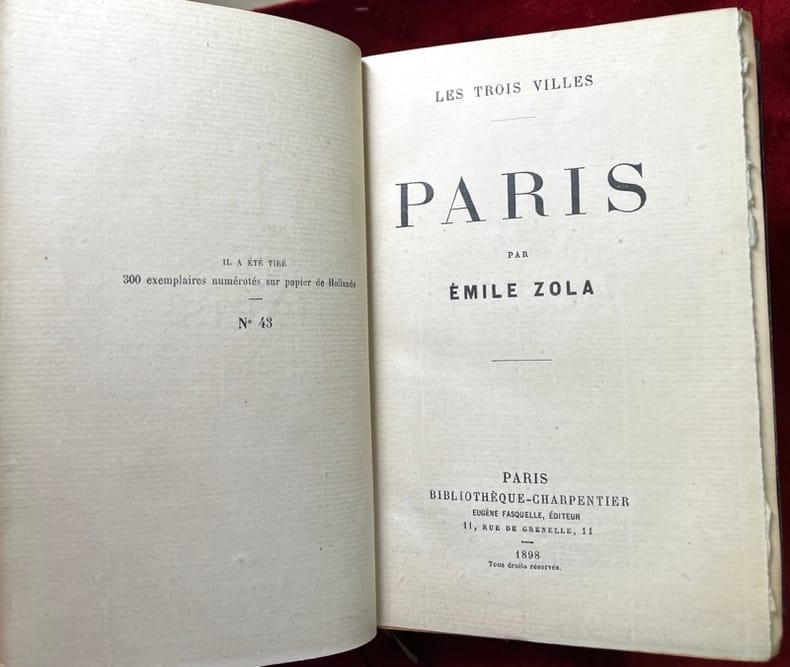 IL A ÉTÉ TIRÉ
300 exemplaires numérotés sur papier de Hollande
N° 43
LES TROIS VILLES
PARIS
PAR
ÉMILE ZOLA
PARIS
BIBLIOTHÈQUE-CHARPENTIER
EUGÈNE FASQUELLE, ÉDITEUR
11, RUE DE GRENELLE, 11
1898
Tous droits réservés.